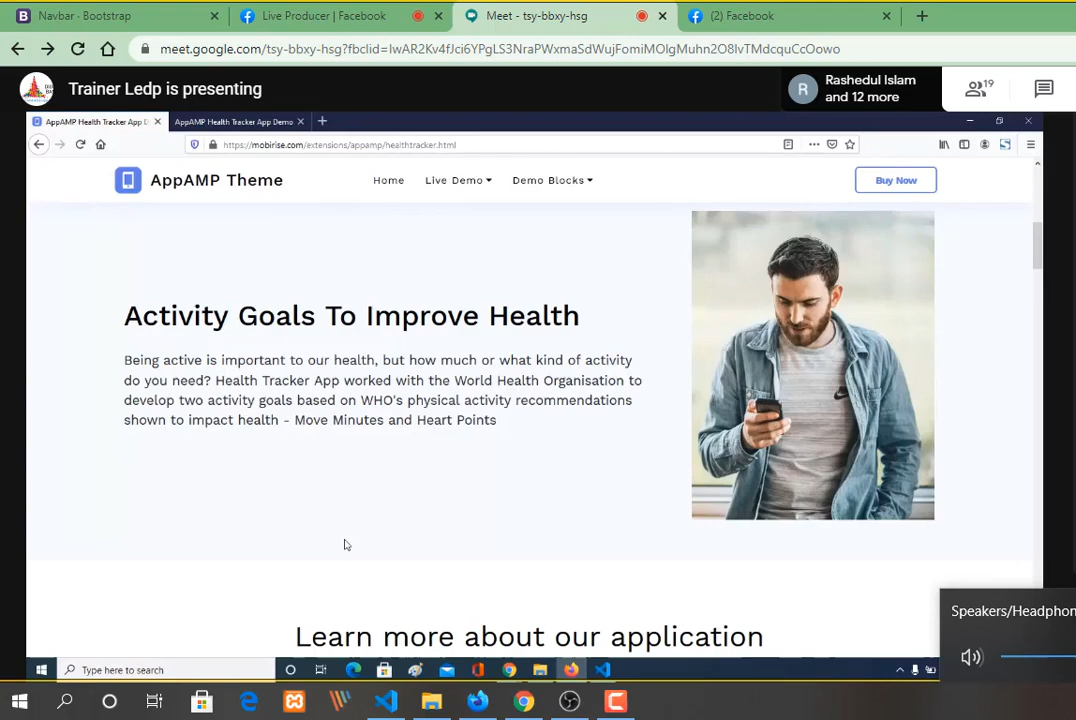 Navbar - Bootstrap
Live Producer | Facebook
Meet - tsy-bbxy-hsg
(2) Facebook
meet.google.com/tsy-bbxy-hsg?fbclid=IwAR2Kv4fJci6YPgLS3NraPWxmaSdWujFomiMOlgMuhn2O8lvTMdcquCcOowo
Trainer Ledp is presenting
R
Rashedul Islam
and 12 more
19
AppAMP Health Tracker App D
AppAMP Health Tracker App Demo
https://mobirise.com/extensions/appamp/healthtracker.html
AppAMP Theme
Home
Live Demo
Demo Blocks
Buy Now
Activity Goals To Improve Health
Being active is important to our health, but how much or what kind of activity
do you need? Health Tracker App worked with the World Health Organisation to
develop two activity goals based on WHO's physical activity recommendations
shown to impact health - Move Minutes and Heart Points
Learn more about our application
Speakers/Headphon
Type here to search